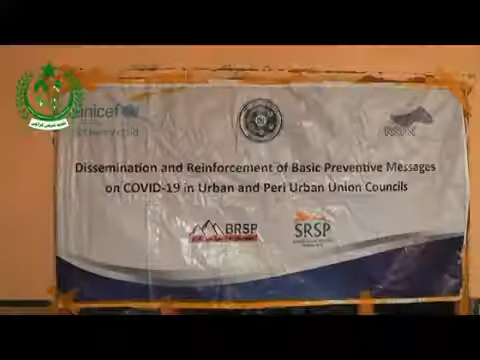 unicef
Dissemination and Reinforcement of Basic Preventive Messages
on COVID-19 in Urban and Peri Urban Union Councils
BRSP
SRSP